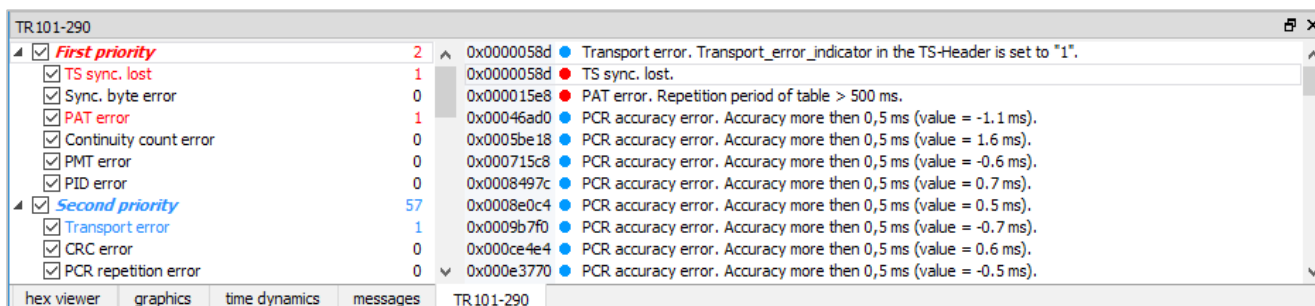 TR101-290
First priority 2
TS sync. lost 1
Sync. byte error 0
PAT error 1
Continuity count error 0
PMT error 0
PID error 0
Second priority 57
Transport error 1
CRC error 0
PCR repetition error 0
0x0000058d Transport error. Transport_error_indicator in the TS-Header is set to "1".
0x0000058d TS sync. lost.
0x000015e8 PAT error. Repetition period of table > 500 ms.
0x00046ad0 PCR accuracy error. Accuracy more then 0,5 ms (value = -1.1 ms).
0x0005be18 PCR accuracy error. Accuracy more then 0,5 ms (value = 1.6 ms).
0x000715c8 PCR accuracy error. Accuracy more then 0,5 ms (value = -0.6 ms).
0x0008497c PCR accuracy error. Accuracy more then 0,5 ms (value = 0.7 ms).
0x0008e0c4 PCR accuracy error. Accuracy more then 0,5 ms (value = 0.5 ms).
0x0009b7f0 PCR accuracy error. Accuracy more then 0,5 ms (value = -0.7 ms).
0x000ce4e4 PCR accuracy error. Accuracy more then 0,5 ms (value = 0.6 ms).
0x000e3770 PCR accuracy error. Accuracy more then 0,5 ms (value = -0.5 ms).
hex viewer graphics time dynamics messages TR101-290